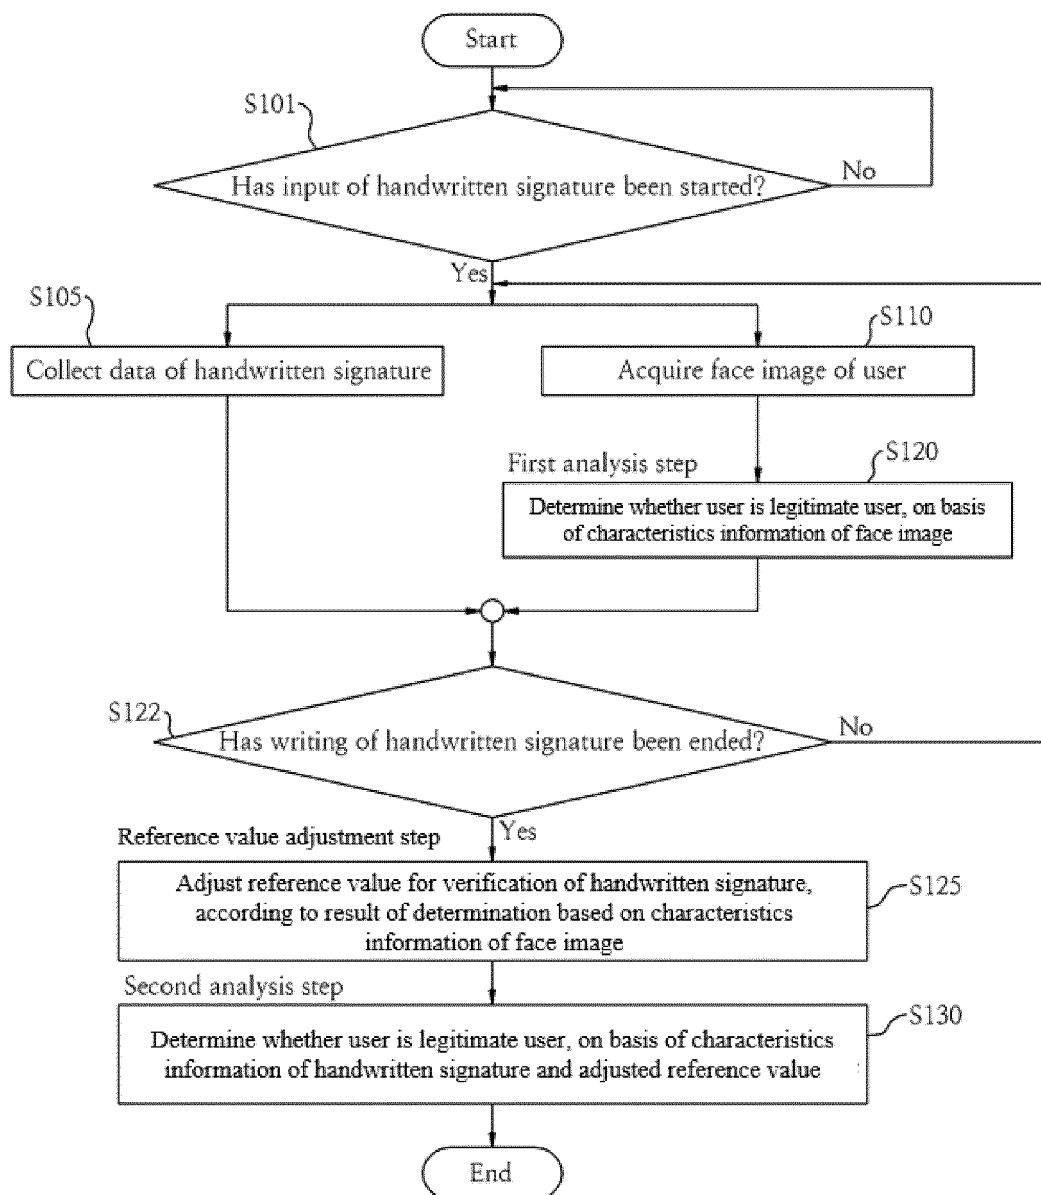 Start
S101
Has input of handwritten signature been started?
No
Yes
S105
S110
Collect data of handwritten signature
Acquire face image of user
First analysis step
S120
Determine whether user is legitimate user, on basis
of characteristics information of face image
S122
Has writing of handwritten signature been ended?
No
Yes
Reference value adjustment step
Adjust reference value for verification of handwritten signature,
according to result of determination based on characteristics
information of face image
S125
Second analysis step
S130
Determine whether user is legitimate user, on basis of characteristics
information of handwritten signature and adjusted reference value
End